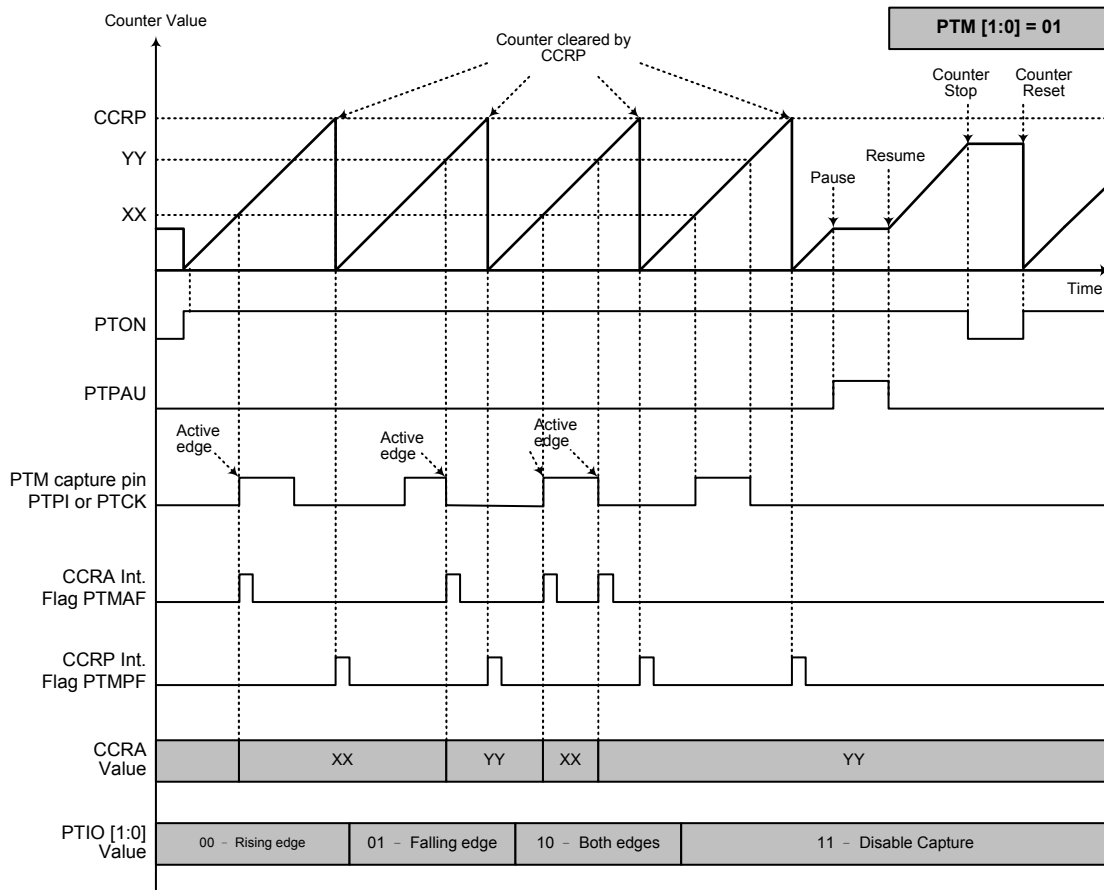 Counter Value
PTM [1:0] = 01
Counter cleared by
CCRP
Counter
Stop
Counter
Reset
CCRP
YY
Resume
Pause
XX
Time
PTON
PTPAU
Active
edge
Active
edge
Active
edge
PTM capture pin
PTPI or PTCK
CCRA Int.
Flag PTMAF
CCRP Int.
Flag PTMPF
CCRA
Value
XX
YY
XX
YY
PTIO [1:0]
Value
00 – Rising edge
01 – Falling edge
10 – Both edges
11 – Disable Capture